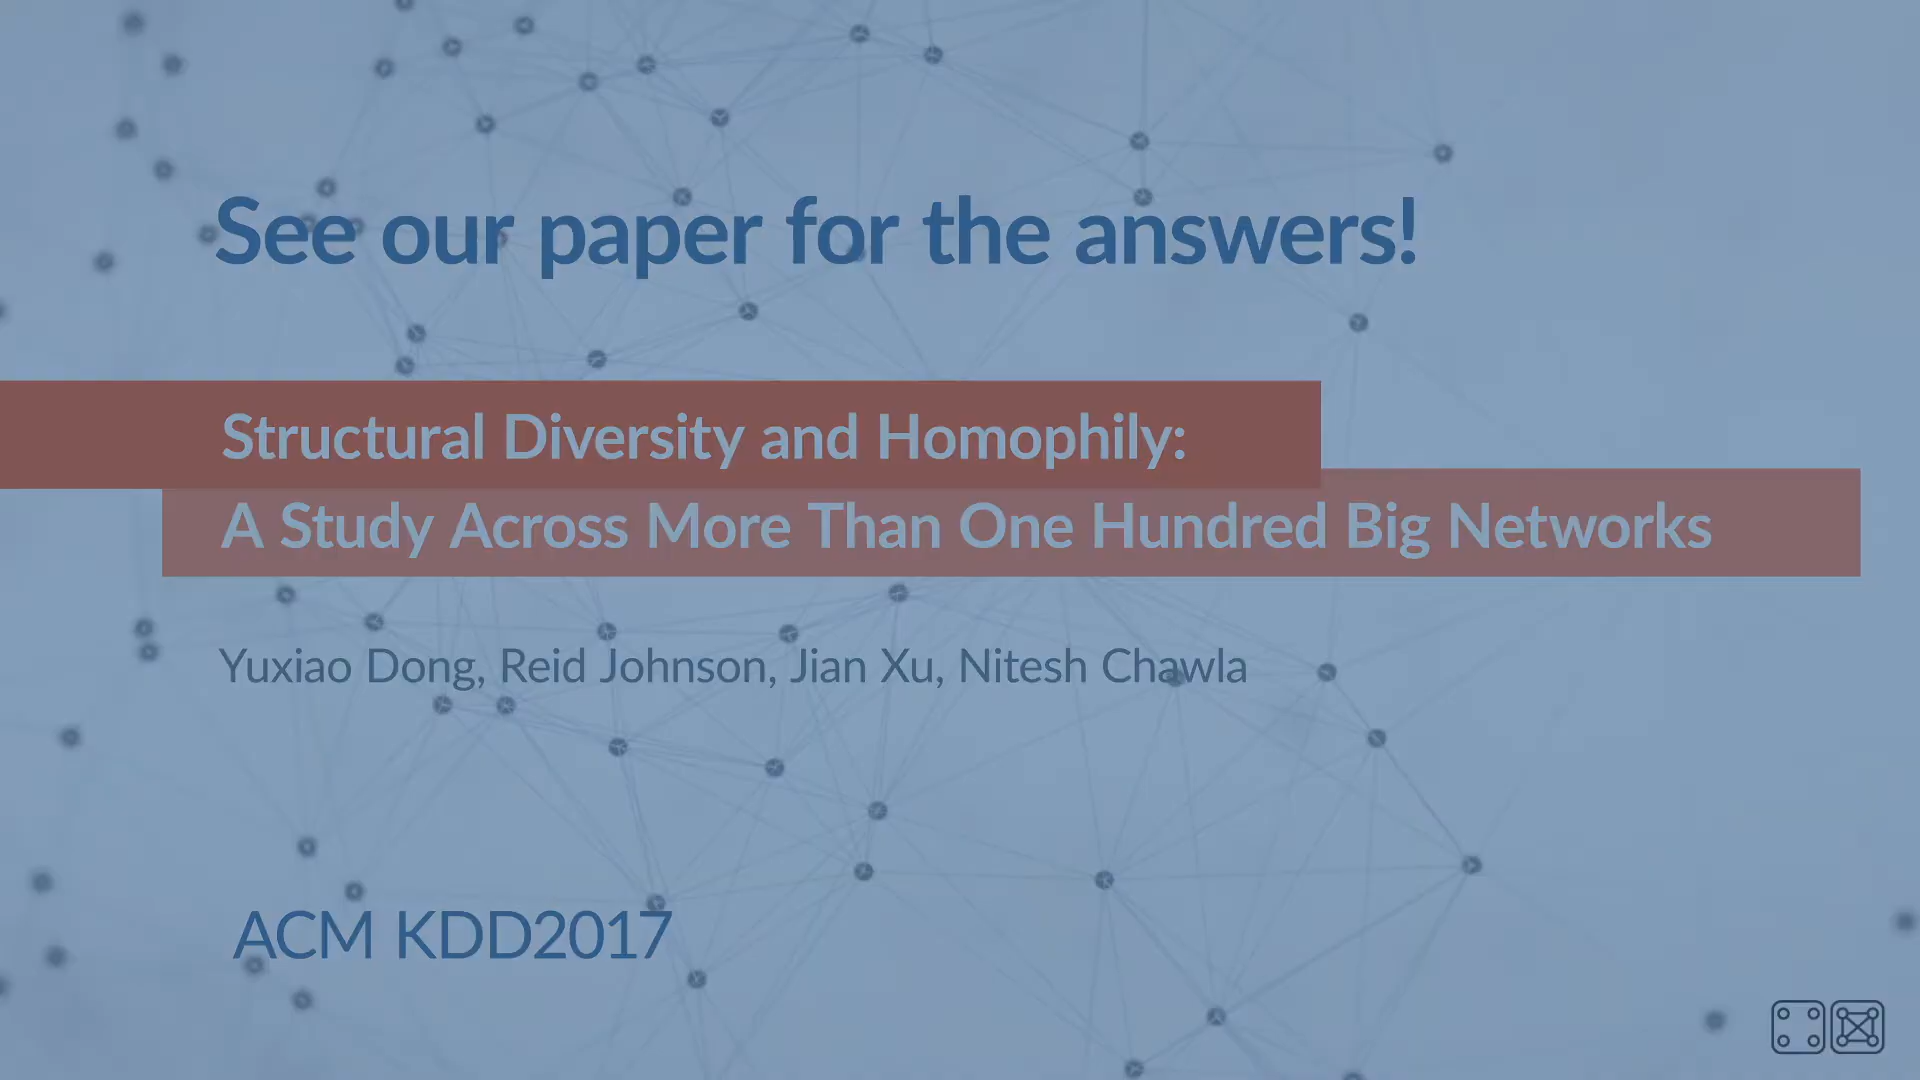 See our paper for the answers!
Structural Diversity and Homophily:
A Study Across More Than One Hundred Big Networks
Yuxiao Dong, Reid Johnson, Jian Xu, Nitesh Chawla
ACM KDD2017